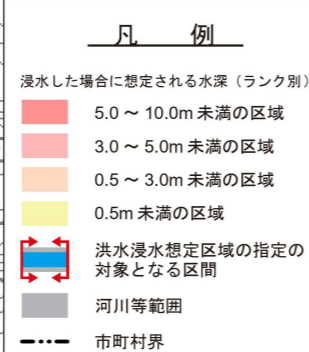 凡　例
浸水した場合に想定される水深（ランク別）
5.0 ～ 10.0m 未満の区域
3.0 ～ 5.0m 未満の区域
0.5 ～ 3.0m 未満の区域
0.5m 未満の区域
洪水浸水想定区域の指定の
対象となる区間
河川等範囲
市町村界